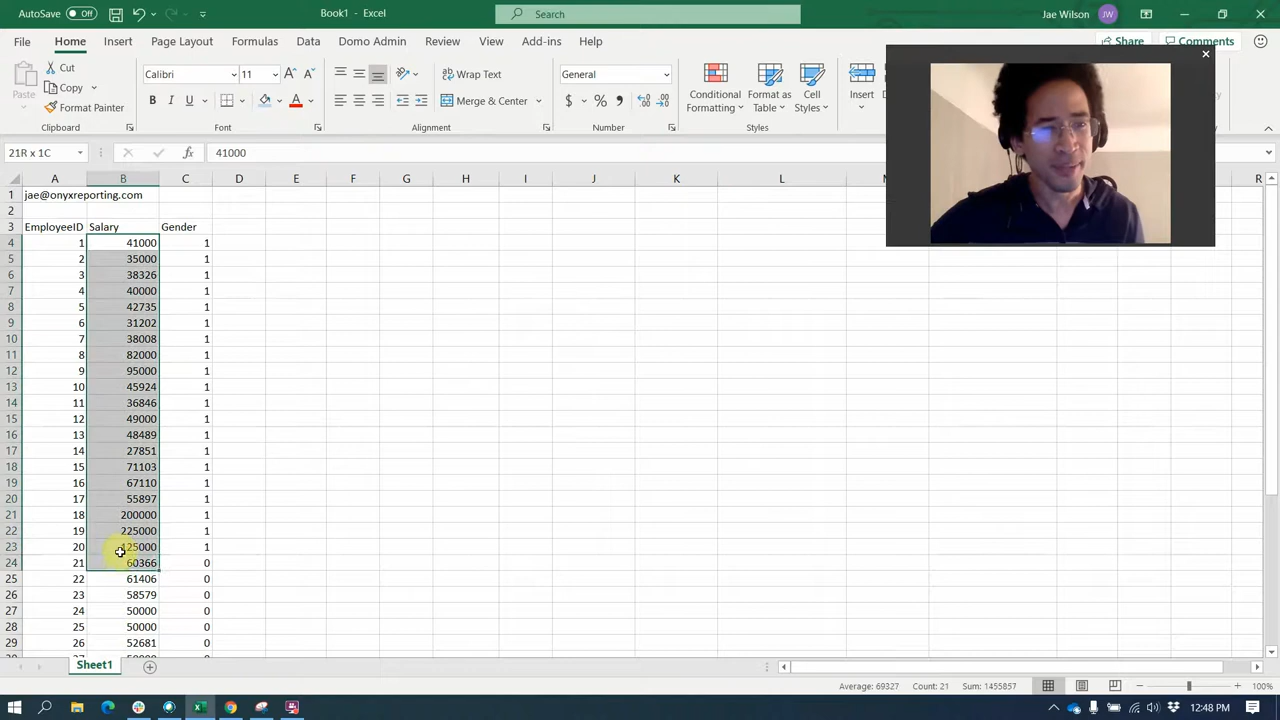 AutoSave Off
Book1 - Excel
Search
Jae Wilson JW
File Home Insert Page Layout Formulas Data Domo Admin Review View Add-ins Help
Share Comments
Cut
Copy
Format Painter
Paste
Clipboard
Calibri 11
B I U
Font
Wrap Text
Merge & Center
Alignment
General
$ % ,
Number
Conditional Formatting
Format as Table
Cell Styles
Styles
Insert
21R x 1C fx 41000
A B C D E F G H I J K L R
1 jae@onyxreporting.com
2
3 EmployeeID Salary Gender
4 1 41000 1
5 2 35000 1
6 3 38326 1
7 4 40000 1
8 5 42735 1
9 6 31202 1
10 7 38008 1
11 8 82000 1
12 9 95000 1
13 10 45924 1
14 11 36846 1
15 12 49000 1
16 13 48489 1
17 14 27851 1
18 15 71103 1
19 16 67110 1
20 17 55897 1
21 18 200000 1
22 19 225000 1
23 20 125000 1
24 21 60366 0
25 22 61406 0
26 23 58579 0
27 24 50000 0
28 25 50000 0
29 26 52681 0
Sheet1
Average: 69327 Count: 21 Sum: 1455857 100%
12:48 PM